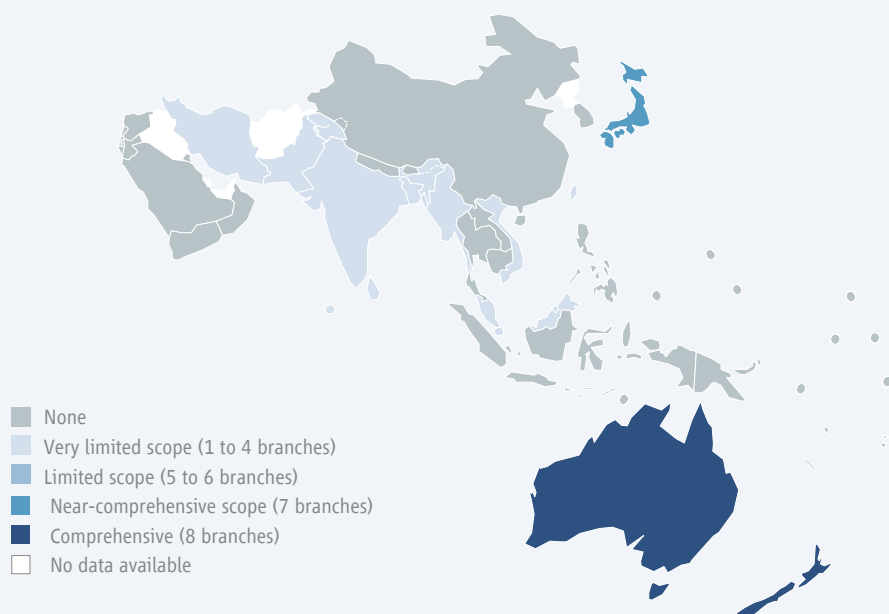 None
Very limited scope (1 to 4 branches)
Limited scope (5 to 6 branches)
Near-comprehensive scope (7 branches)
Comprehensive (8 branches)
No data available